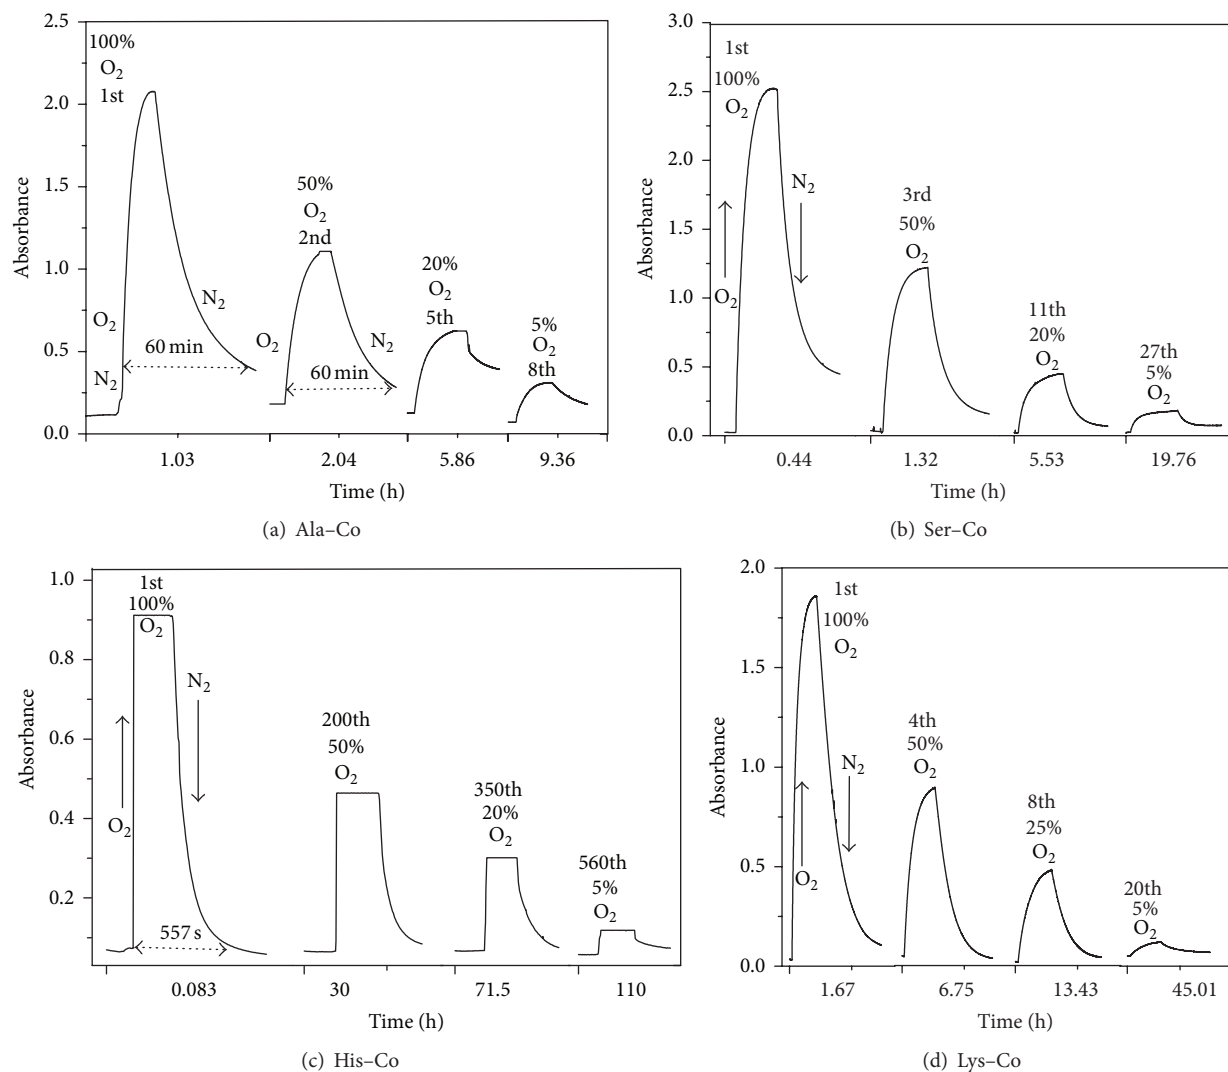 2.5
2.0
1.5
1.0
0.5
0.0
Absorbance
100%
O₂
1st
O₂
N₂
N₂
60 min
50%
O₂
2nd
O₂
N₂
60 min
20%
O₂
5th
5%
O₂
8th
1.03
2.04
5.86
9.36
Time (h)
(a) Ala–Co
3.0
2.5
2.0
1.5
1.0
0.5
0.0
Absorbance
1st
100%
O₂
N₂
O₂
3rd
50%
O₂
11th
20%
O₂
27th
5%
O₂
0.44
1.32
5.53
19.76
Time (h)
(b) Ser–Co
1.0
0.8
0.6
0.4
0.2
Absorbance
1st
100%
O₂
N₂
O₂
557 s
200th
50%
O₂
350th
20%
O₂
560th
5%
O₂
0.083
30
71.5
110
Time (h)
(c) His–Co
2.0
1.5
1.0
0.5
0.0
Absorbance
1st
100%
O₂
N₂
O₂
4th
50%
O₂
8th
25%
O₂
20th
5%
O₂
1.67
6.75
13.43
45.01
Time (h)
(d) Lys–Co